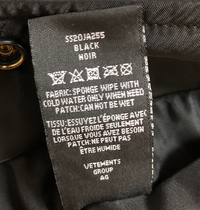 SS20JA255
BLACK
NOIR
FABRIC: SPONGE WIPE WITH
COLD WATER ONLY WHEN NEED
PATCH: CAN NOT BE WET
TISSU: ESSUYEZ L'ÉPONGE AVEC
DE L'EAU FROIDE SEULEMENT
LORSQUE VOUS AVEZ BESOIN
PATCH: NE PEUT PAS
ÊTRE HUMIDE
VETEMENTS
GROUP
AG